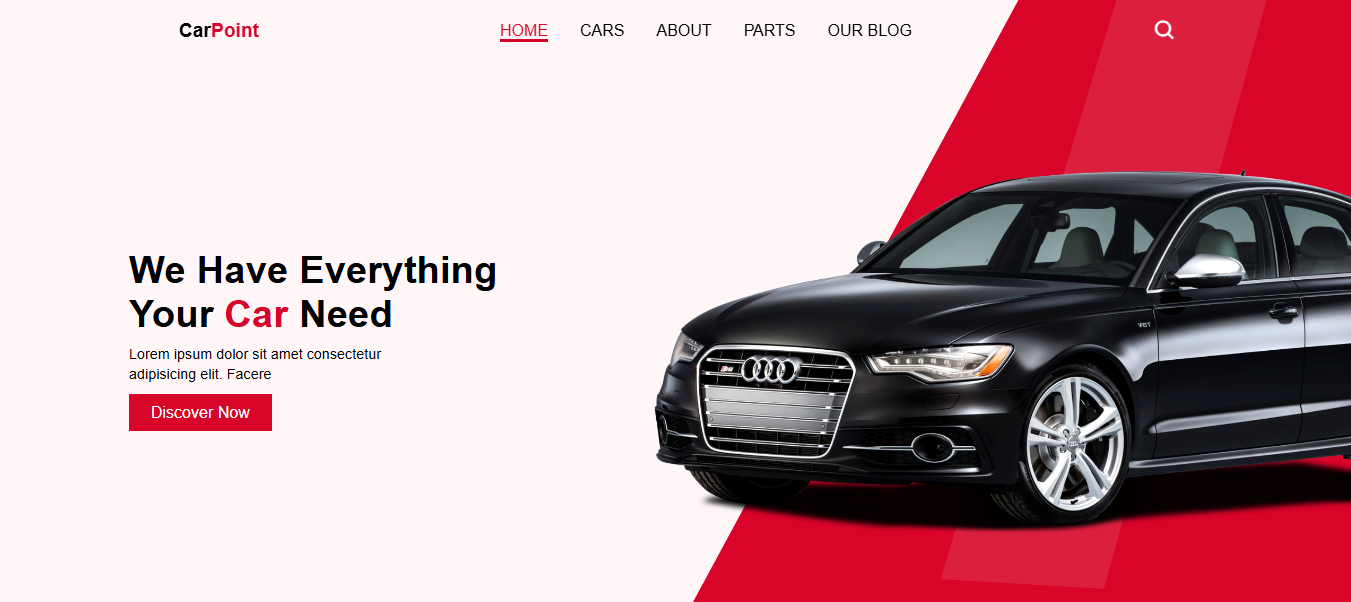 CarPoint
HOME
CARS
ABOUT
PARTS
OUR BLOG
We Have Everything
Your Car Need
Lorem ipsum dolor sit amet consectetur
adipisicing elit. Facere
Discover Now
V8T